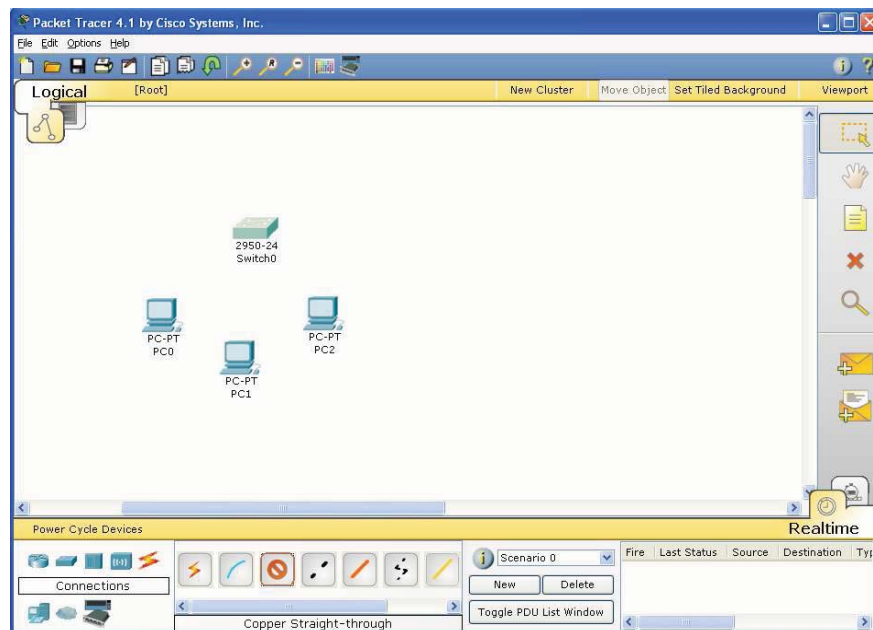 Packet Tracer 4.1 by Cisco Systems, Inc.
File Edit Options Help
Logical [Root] New Cluster Move Object Set Tiled Background Viewport
2950-24
Switch0
PC-PT
PC0
PC-PT
PC2
PC-PT
PC1
Power Cycle Devices Realtime
Connections
Copper Straight-through
Scenario 0
New Delete
Toggle PDU List Window
Fire Last Status Source Destination Typ